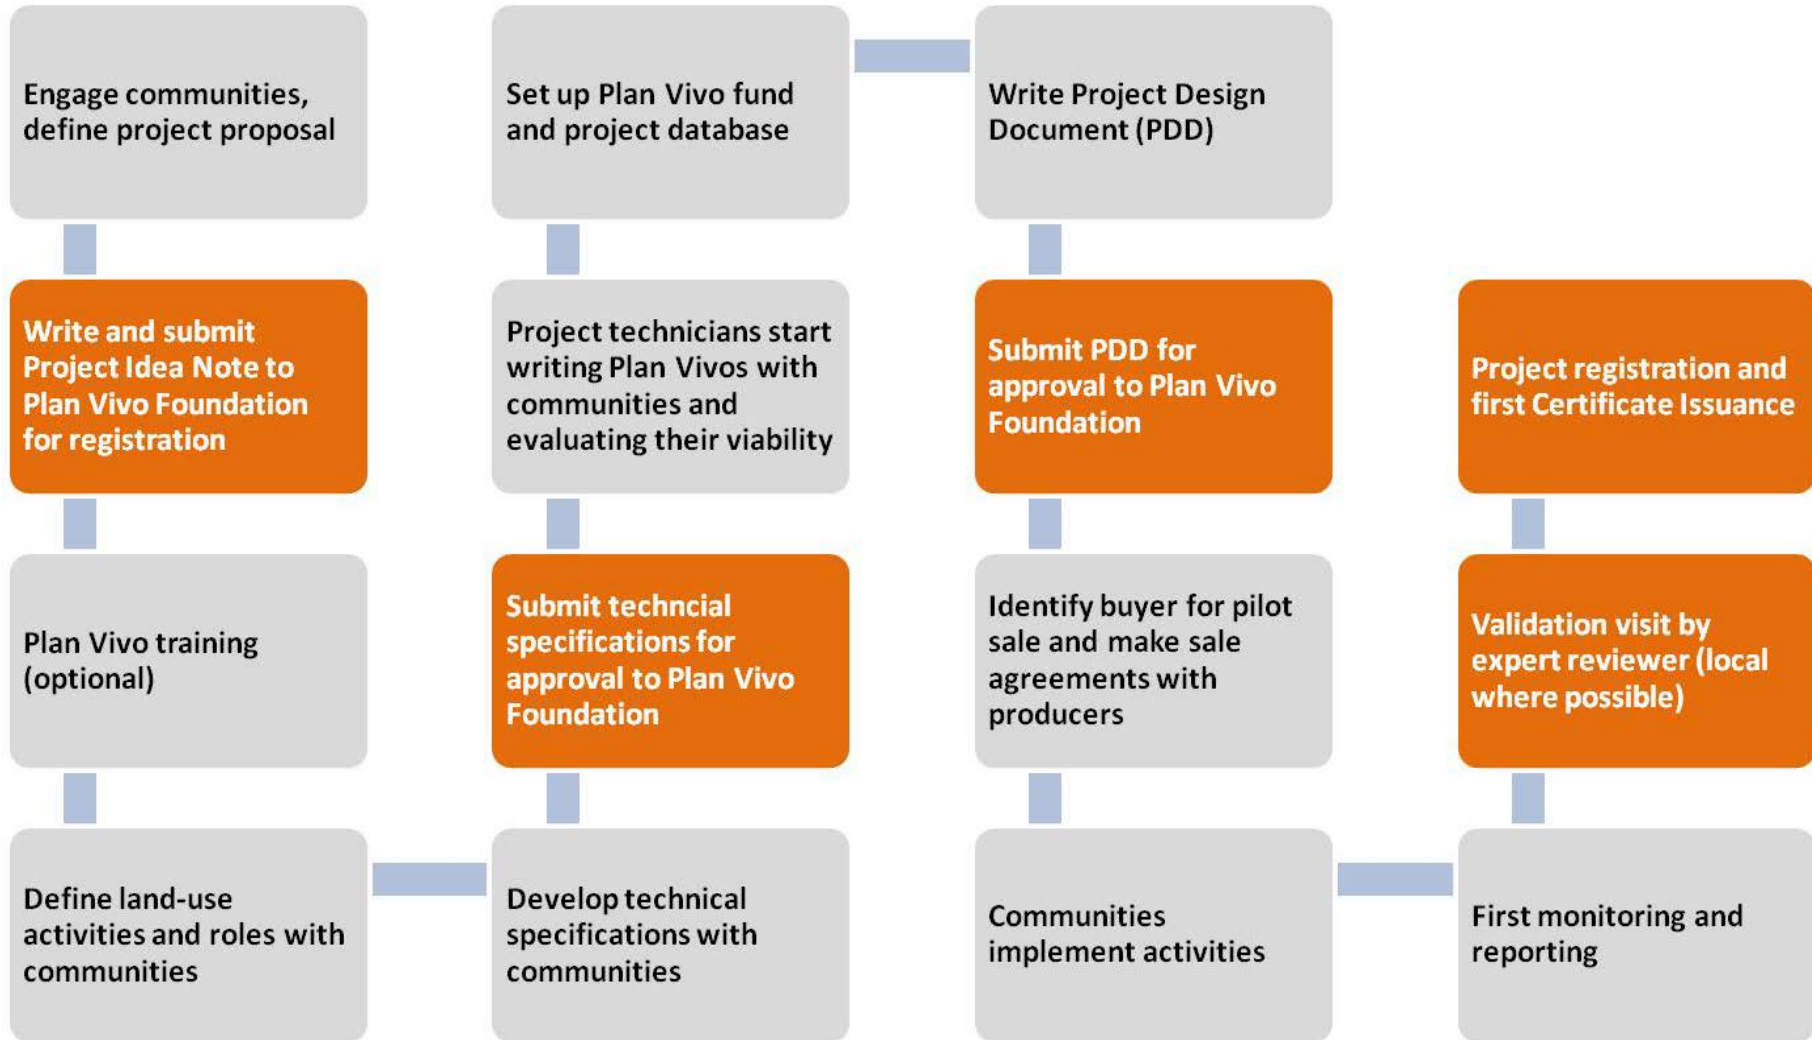 Engage communities,
define project proposal
Write and submit
Project Idea Note to
Plan Vivo Foundation
for registration
Plan Vivo training
(optional)
Define land-use
activities and roles with
communities
Develop technical
specifications with
communities
Submit techncial
specifications for
approval to Plan Vivo
Foundation
Project technicians start
writing Plan Vivos with
communities and
evaluating their viability
Set up Plan Vivo fund
and project database
Write Project Design
Document (PDD)
Submit PDD for
approval to Plan Vivo
Foundation
Identify buyer for pilot
sale and make sale
agreements with
producers
Communities
implement activities
First monitoring and
reporting
Validation visit by
expert reviewer (local
where possible)
Project registration and
first Certificate Issuance